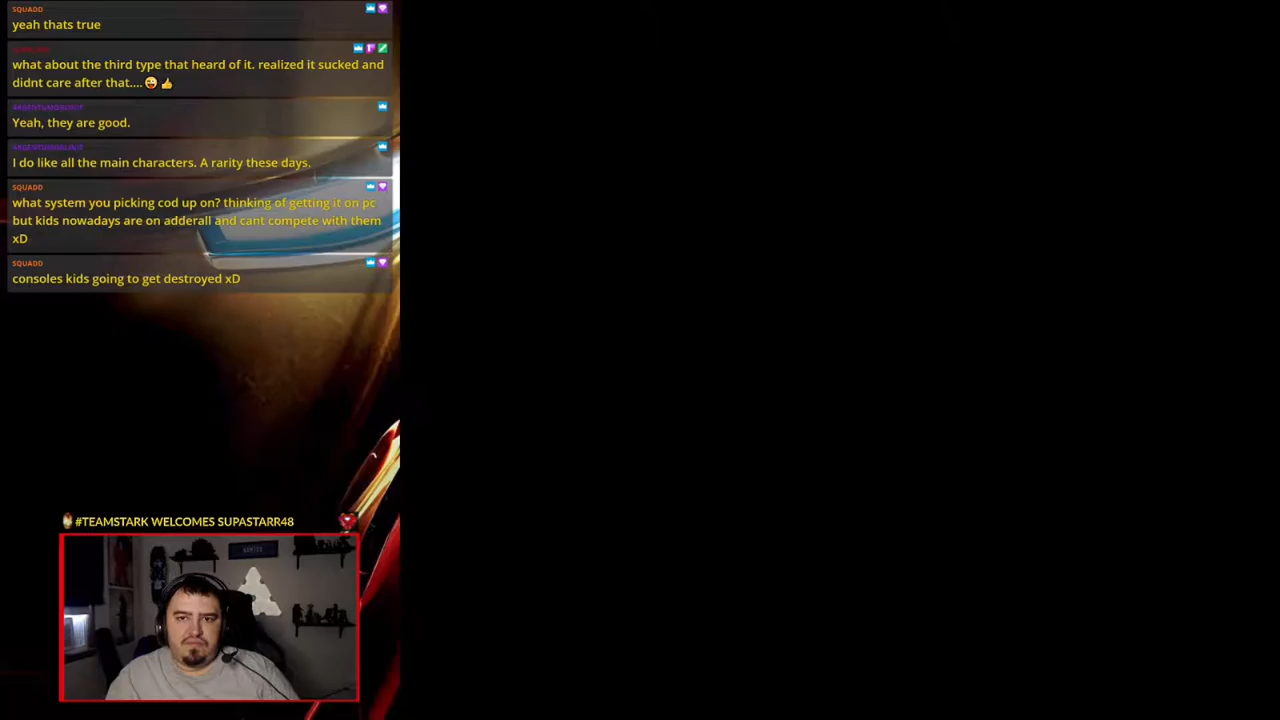 SQUADD
yeah thats true
what about the third type that heard of it. realized it sucked and
didnt care after that....😜👍
Yeah, they are good.
I do like all the main characters. A rarity these days.
SQUADD
what system you picking cod up on? thinking of getting it on pc
but kids nowadays are on adderall and cant compete with them
xD
SQUADD
consoles kids going to get destroyed xD
#TEAMSTARK WELCOMES SUPASTARR48